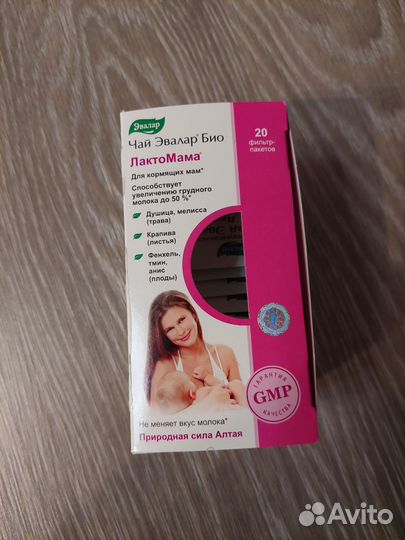 Эвалар
Чай Эвалар® Био
ЛактоМама®
Для кормящих мам*
Способствует
увеличению грудного
молока до 50 %*
Душица, мелисса
(трава)
Крапива
(листья)
Фенхель,
тмин,
анис
(плоды)
20
фильтр-
пакетов
ГАРАНТИЯ
GMP
КАЧЕСТВА
Не меняет вкус молока*
Природная сила Алтая
Avito